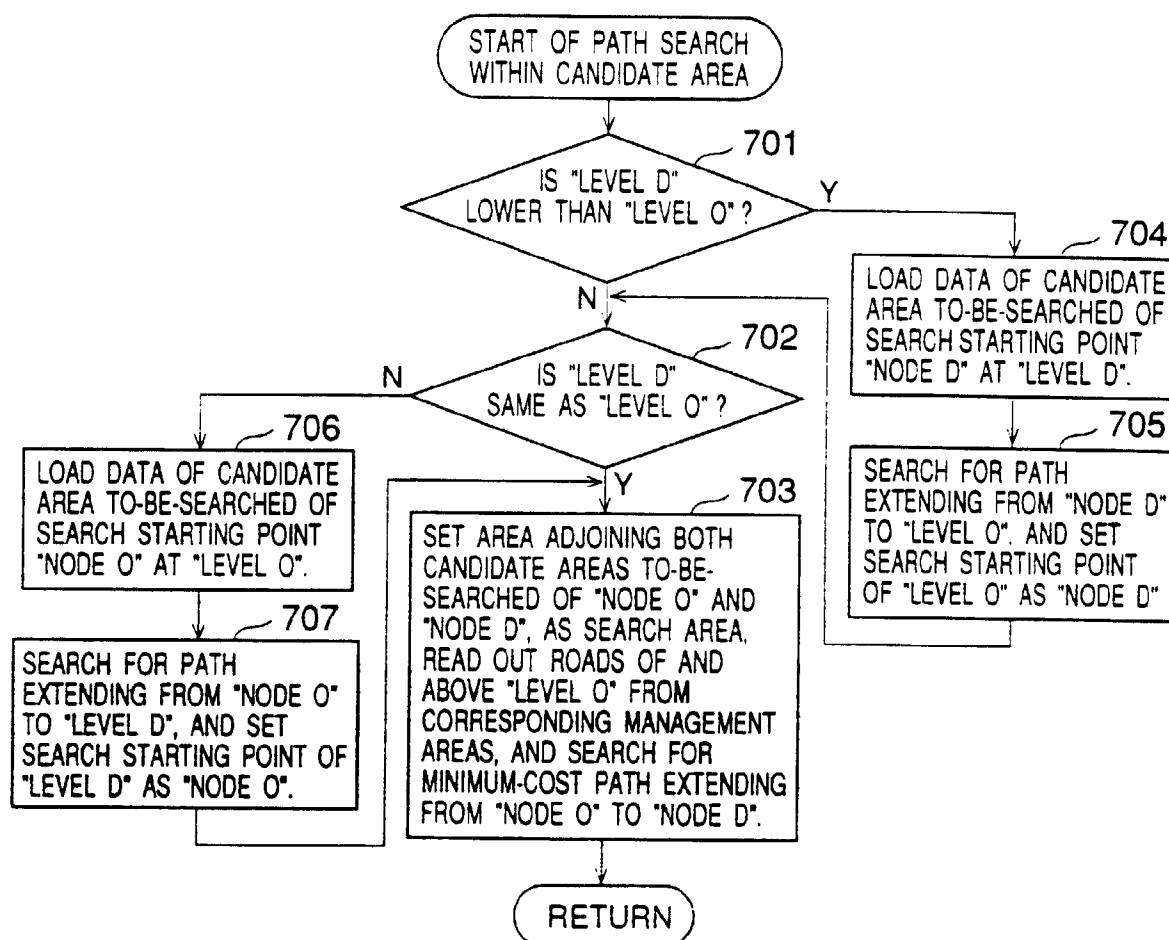 START OF PATH SEARCH
WITHIN CANDIDATE AREA
701
IS "LEVEL D"
LOWER THAN "LEVEL O" ?
Y
N
704
LOAD DATA OF CANDIDATE
AREA TO-BE-SEARCHED OF
SEARCH STARTING POINT
"NODE D" AT "LEVEL D".
705
SEARCH FOR PATH
EXTENDING FROM "NODE D"
TO "LEVEL O". AND SET
SEARCH STARTING POINT
OF "LEVEL O" AS "NODE D"
702
IS "LEVEL D"
SAME AS "LEVEL O" ?
N
Y
706
LOAD DATA OF CANDIDATE
AREA TO-BE-SEARCHED OF
SEARCH STARTING POINT
"NODE O" AT "LEVEL O".
707
SEARCH FOR PATH
EXTENDING FROM "NODE O"
TO "LEVEL D", AND SET
SEARCH STARTING POINT OF
"LEVEL D" AS "NODE O".
703
SET AREA ADJOINING BOTH
CANDIDATE AREAS TO-BE-
SEARCHED OF "NODE O" AND
"NODE D", AS SEARCH AREA,
READ OUT ROADS OF AND
ABOVE "LEVEL O" FROM
CORRESPONDING MANAGEMENT
AREAS, AND SEARCH FOR
MINIMUM-COST PATH EXTENDING
FROM "NODE O" TO "NODE D".
RETURN